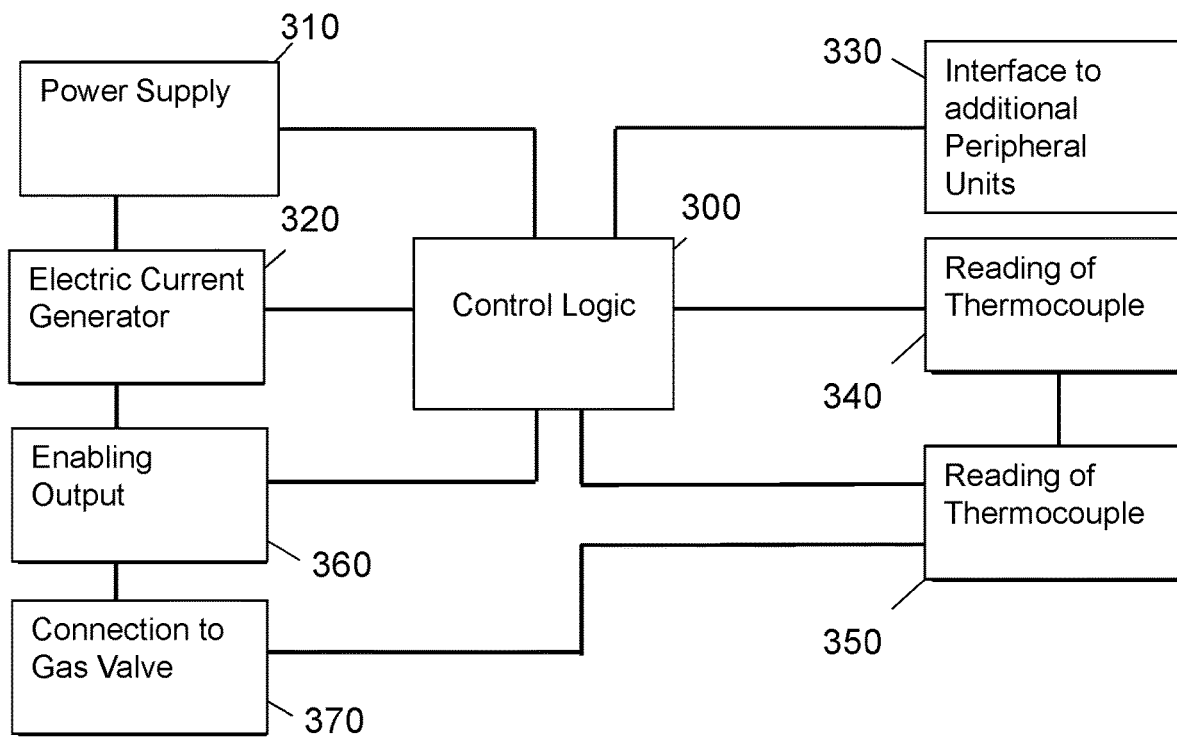 310
Power Supply
330
Interface to
additional
Peripheral
Units
320
Electric Current
Generator
300
Control Logic
Reading of
Thermocouple
340
Enabling
Output
360
Reading of
Thermocouple
350
Connection to
Gas Valve
370